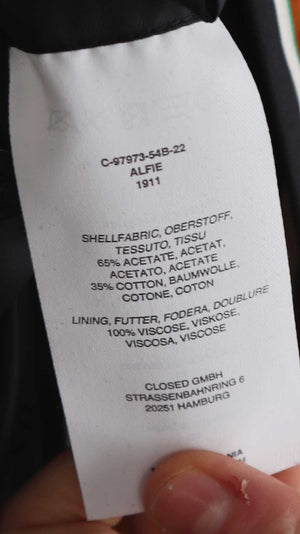 C-97973-54B-22
ALFIE
1911
SHELLFABRIC, OBERSTOFF,
TESSUTO, TISSU
65% ACETATE, ACETAT,
ACETATO, ACETATE
35% COTTON, BAUMWOLLE,
COTONE, COTON
LINING, FUTTER, FODERA, DOUBLURE
100% VISCOSE, VISKOSE,
VISCOSA, VISCOSE
CLOSED GMBH
STRASSENBAHNRING 6
20251 HAMBURG